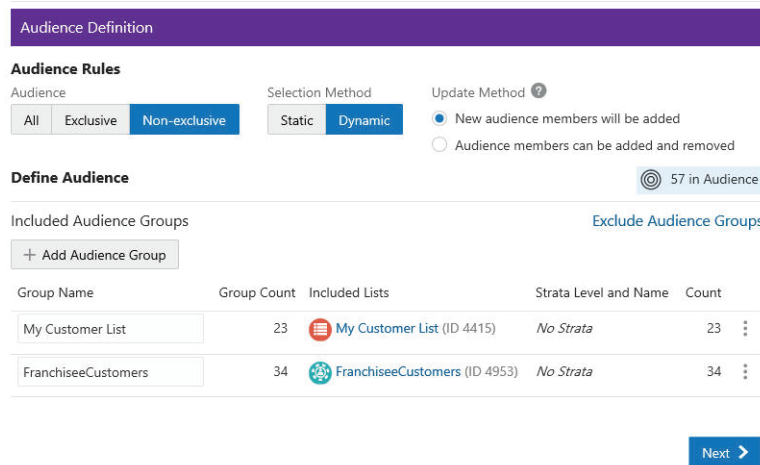 Audience Definition
Audience Rules
Audience Selection Method Update Method ?
All Exclusive Non-exclusive Static Dynamic New audience members will be added
Audience members can be added and removed
Define Audience 57 in Audience
Included Audience Groups Exclude Audience Groups
+ Add Audience Group
Group Name Group Count Included Lists Strata Level and Name Count
My Customer List 23 My Customer List (ID 4415) No Strata 23
FranchiseeCustomers 34 FranchiseeCustomers (ID 4953) No Strata 34
Next